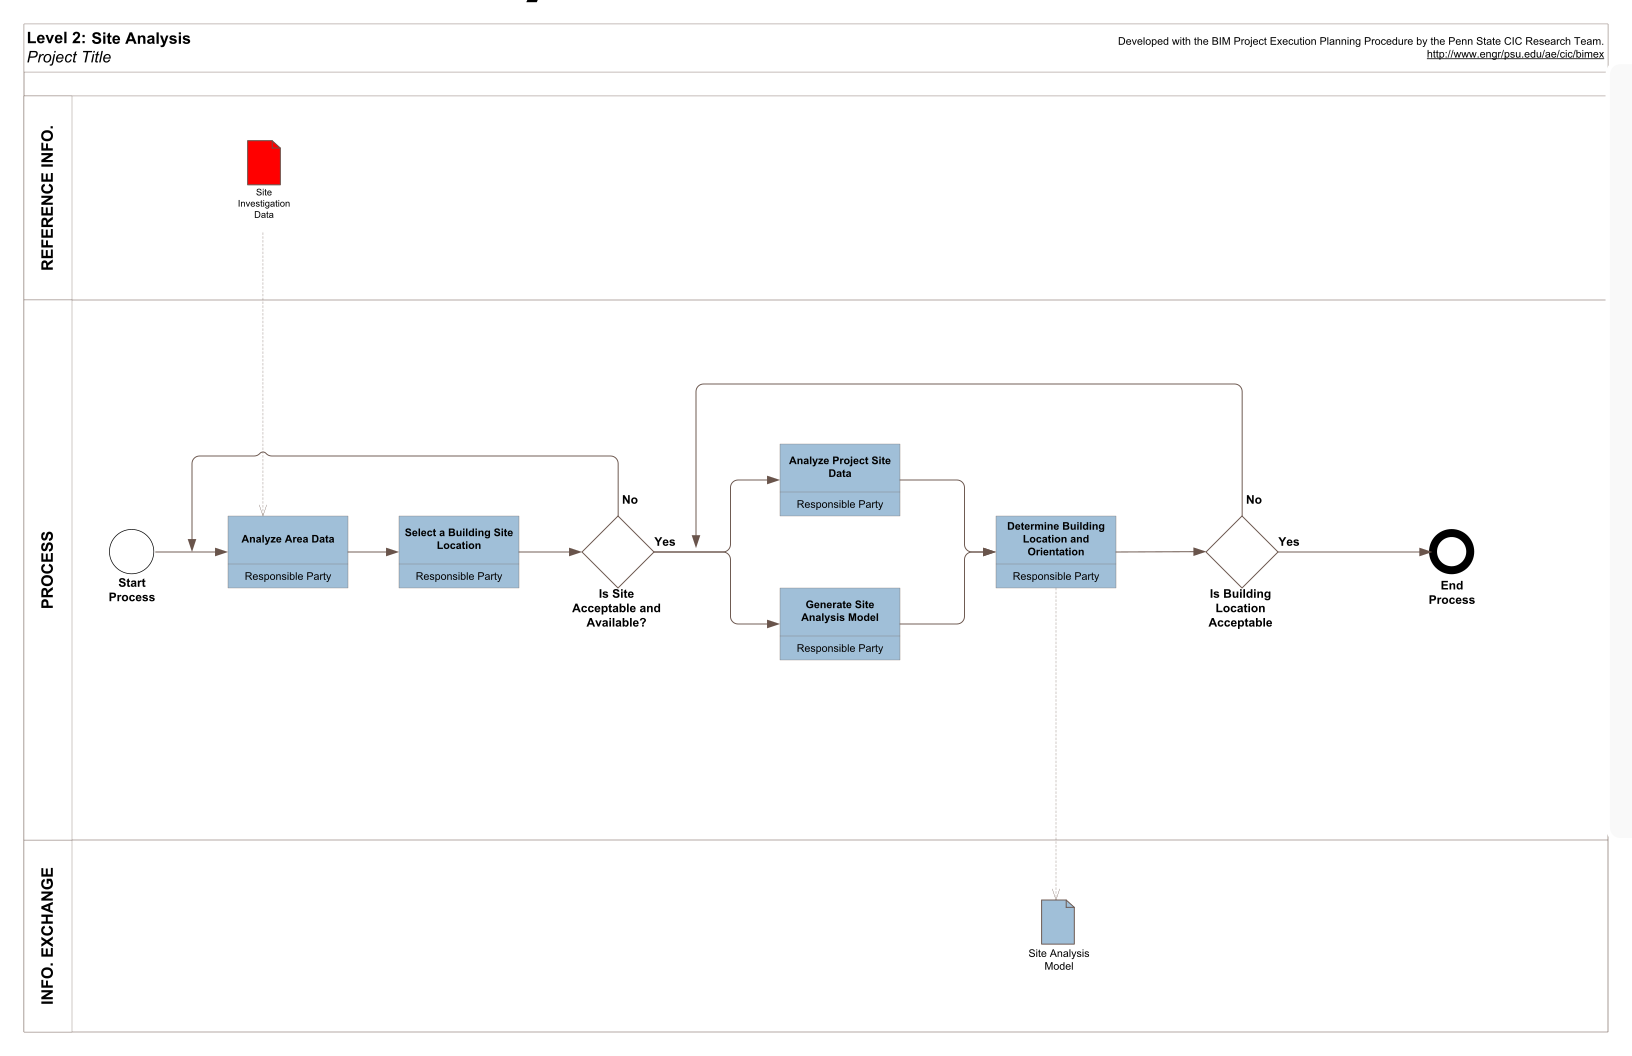 Level 2: Site Analysis
Project Title
Developed with the BIM Project Execution Planning Procedure by the Penn State CIC Research Team.
http://www.engr/psu.edu/ae/cic/bimex
REFERENCE INFO.
Site
Investigation
Data
PROCESS
Start
Process
Analyze Area Data
Responsible Party
Select a Building Site
Location
Responsible Party
No
Yes
Is Site
Acceptable and
Available?
Analyze Project Site
Data
Responsible Party
Generate Site
Analysis Model
Responsible Party
Determine Building
Location and
Orientation
Responsible Party
No
Yes
Is Building
Location
Acceptable
End
Process
INFO. EXCHANGE
Site Analysis
Model